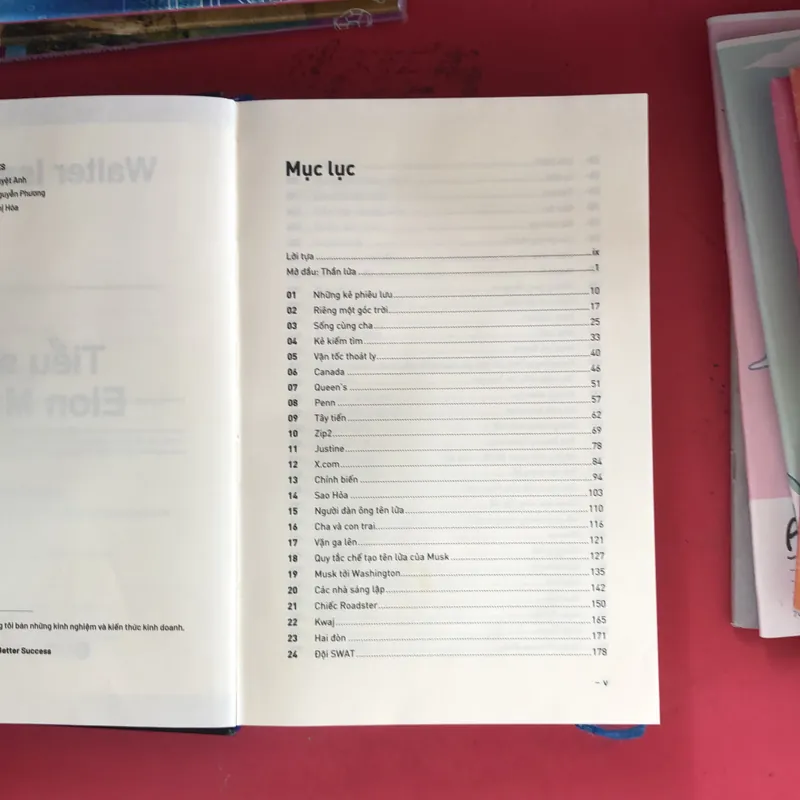 yệt Anh
guyễn Phương
ị Hòa
g tôi bán những kinh nghiệm và kiến thức kinh doanh.
Better Success
Mục lục
Lời tựa ix
Mở đầu: Thần lửa 1
01 Những kẻ phiêu lưu 10
02 Riêng một góc trời 17
03 Sống cùng cha 25
04 Kẻ kiếm tìm 33
05 Vận tốc thoát ly 40
06 Canada 46
07 Queen's 51
08 Penn 57
09 Tây tiến 62
10 Zip2 69
11 Justine 78
12 X.com 84
13 Chính biến 94
14 Sao Hỏa 103
15 Người đàn ông tên lửa 110
16 Cha và con trai 116
17 Vặn ga lên 121
18 Quy tắc chế tạo tên lửa của Musk 127
19 Musk tới Washington 135
20 Các nhà sáng lập 142
21 Chiếc Roadster 150
22 Kwaj 165
23 Hai đòn 171
24 Đội SWAT 178
– v